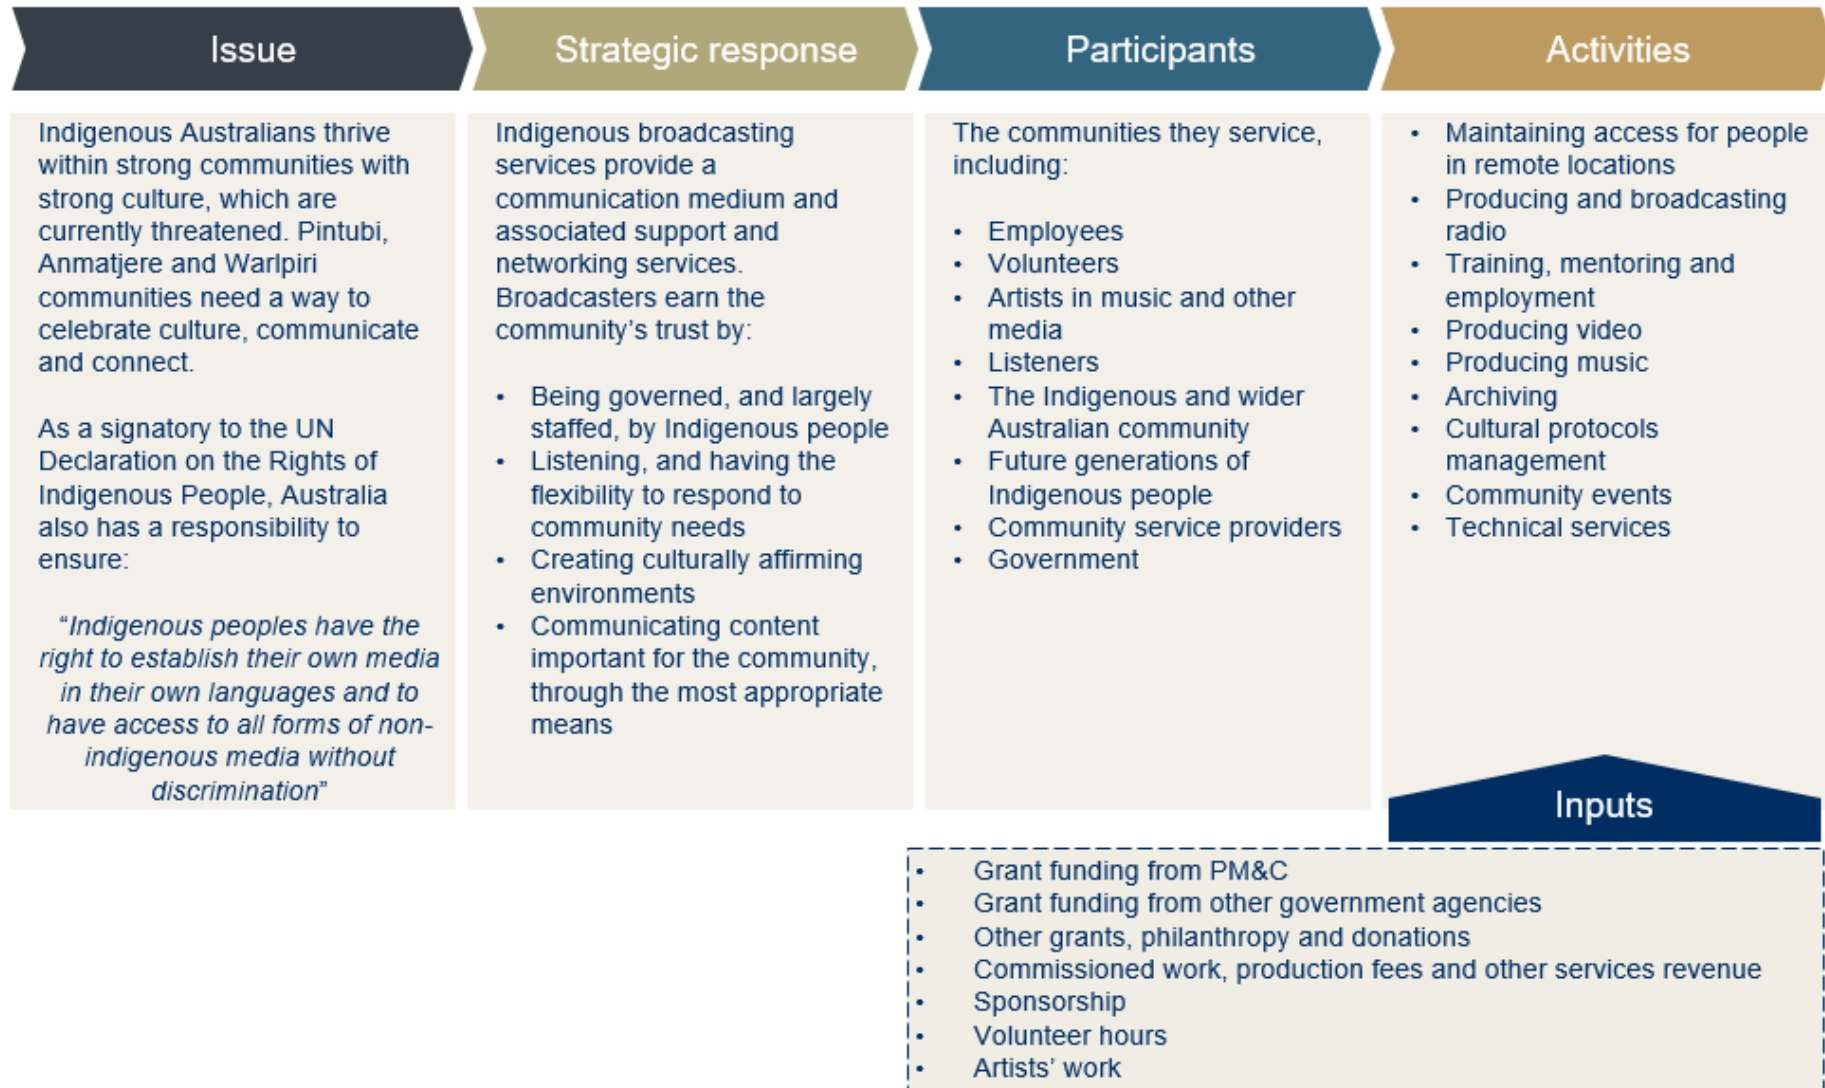 Issue
Strategic response
Participants
Activities
Indigenous Australians thrive
within strong communities with
strong culture, which are
currently threatened. Pintubi,
Anmatjere and Warlpiri
communities need a way to
celebrate culture, communicate
and connect.
As a signatory to the UN
Declaration on the Rights of
Indigenous People, Australia
also has a responsibility to
ensure:
“Indigenous peoples have the
right to establish their own media
in their own languages and to
have access to all forms of non-
indigenous media without
discrimination”
Indigenous broadcasting
services provide a
communication medium and
associated support and
networking services.
Broadcasters earn the
community’s trust by:
• Being governed, and largely
staffed, by Indigenous people
• Listening, and having the
flexibility to respond to
community needs
• Creating culturally affirming
environments
• Communicating content
important for the community,
through the most appropriate
means
The communities they service,
including:
• Employees
• Volunteers
• Artists in music and other
media
• Listeners
• The Indigenous and wider
Australian community
• Future generations of
Indigenous people
• Community service providers
• Government
• Maintaining access for people
in remote locations
• Producing and broadcasting
radio
• Training, mentoring and
employment
• Producing video
• Producing music
• Archiving
• Cultural protocols
management
• Community events
• Technical services
Inputs
• Grant funding from PM&C
• Grant funding from other government agencies
• Other grants, philanthropy and donations
• Commissioned work, production fees and other services revenue
• Sponsorship
• Volunteer hours
• Artists’ work